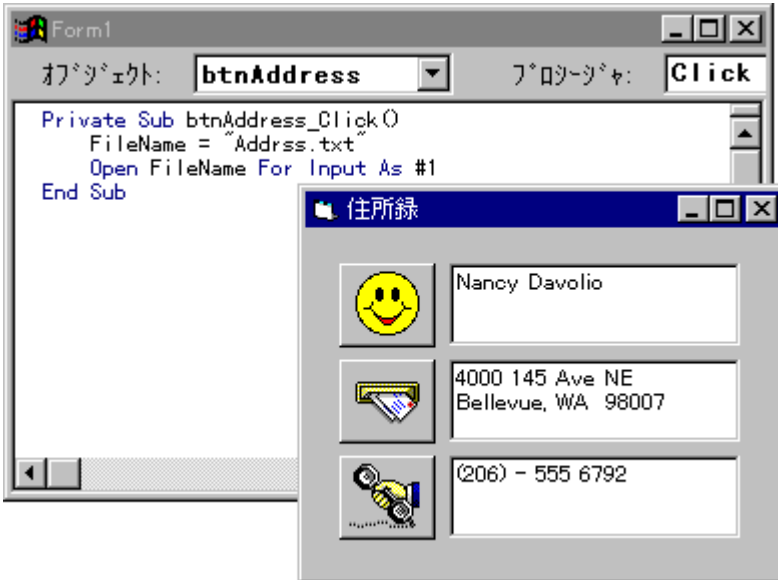 Form1
ｵﾌﾞｼﾞｪｸﾄ: btnAddress ﾌﾟﾛｼｰｼﾞｬ: Click
Private Sub btnAddress_Click()
FileName = "Addrss.txt"
Open FileName For Input As #1
End Sub
住所録
Nancy Davolio
4000 145 Ave NE
Bellevue, WA 98007
(206) - 555 6792